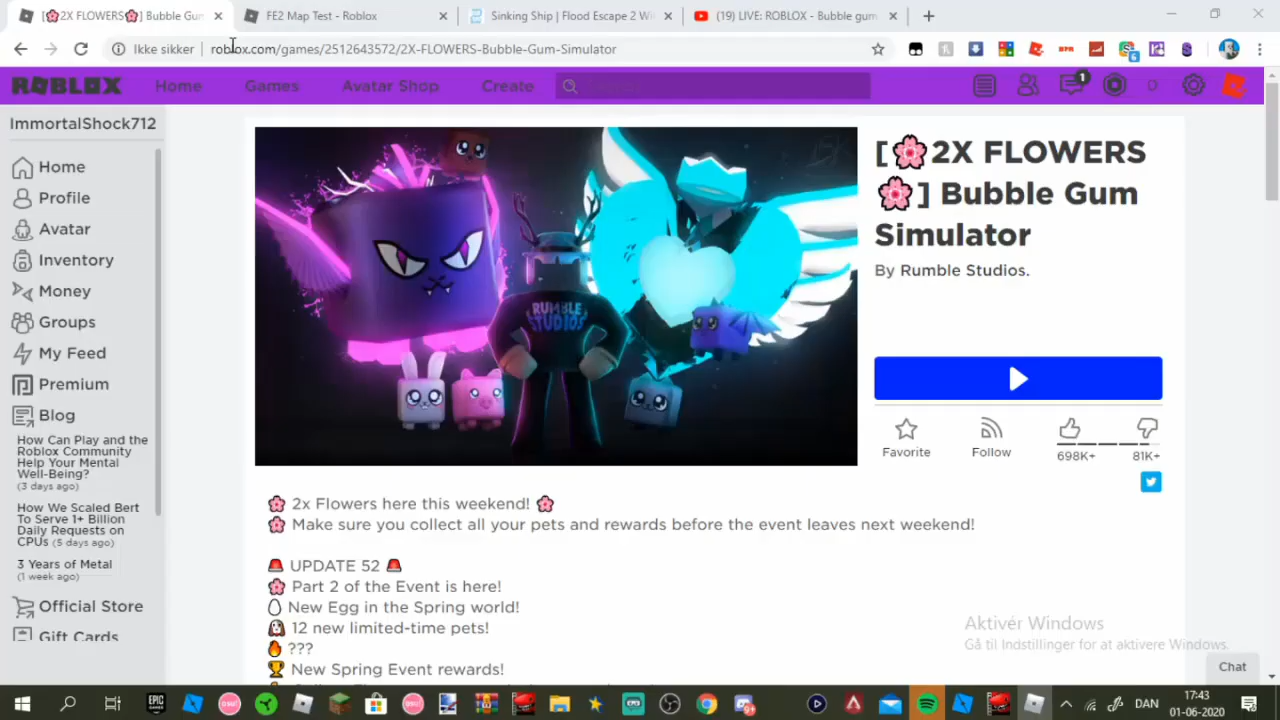 [🌸2X FLOWERS🌸] Bubble Gum
FE2 Map Test - Roblox
Sinking Ship | Flood Escape 2 Wi
(19) LIVE: ROBLOX - Bubble gum
Ikke sikker
roblox.com/games/2512643572/2X-FLOWERS-Bubble-Gum-Simulator
6
ROBLOX
Home
Games
Avatar Shop
Create
1
0
ImmortalShock712
Home
Profile
Avatar
Inventory
Money
Groups
My Feed
Premium
Blog
How Can Play and the
Roblox Community
Help Your Mental
Well-Being?
(3 days ago)
How We Scaled Bert
To Serve 1+ Billion
Daily Requests on
CPUs (5 days ago)
3 Years of Metal
(1 week ago)
Official Store
Gift Cards
RUMBLE
STUDIOS
[🌸2X FLOWERS
🌸] Bubble Gum
Simulator
By Rumble Studios.
Favorite
Follow
698K+
81K+
🌸 2x Flowers here this weekend! 🌸
🌸 Make sure you collect all your pets and rewards before the event leaves next weekend!
🚨 UPDATE 52 🚨
🌸 Part 2 of the Event is here!
🥚 New Egg in the Spring world!
🐶 12 new limited-time pets!
🔥 ???
🏆 New Spring Event rewards!
Aktivér Windows
Gå til Indstillinger for at aktivere Windows.
Chat
EPIC
GAMES
DAN
17:43
01-06-2020